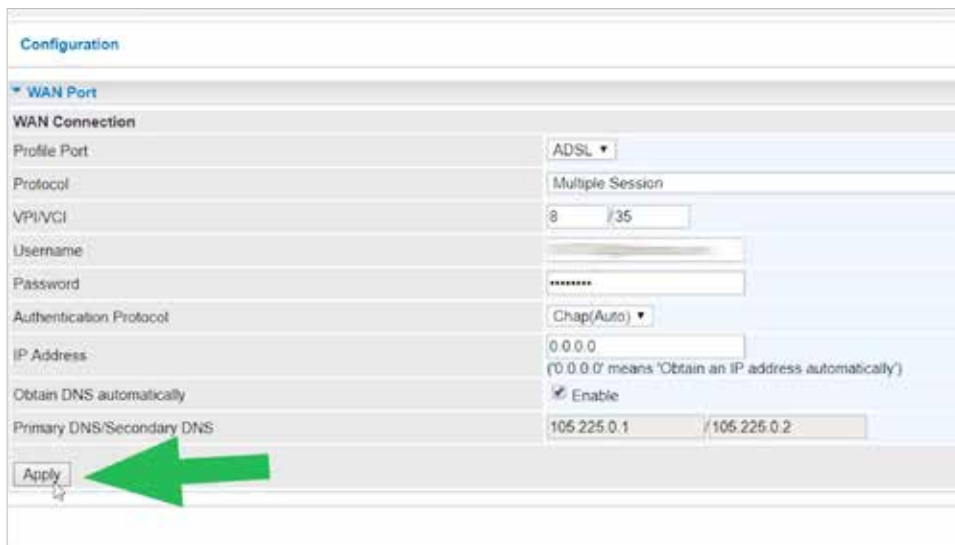 Configuration
WAN Port
WAN Connection
Profile Port ADSL
Protocol Multiple Session
VPI/VCI 8 / 35
Username
Password ••••••••
Authentication Protocol Chap(Auto)
IP Address 0.0.0.0
('0.0.0.0' means 'Obtain an IP address automatically')
Obtain DNS automatically Enable
Primary DNS/Secondary DNS 105.225.0.1 / 105.225.0.2
Apply